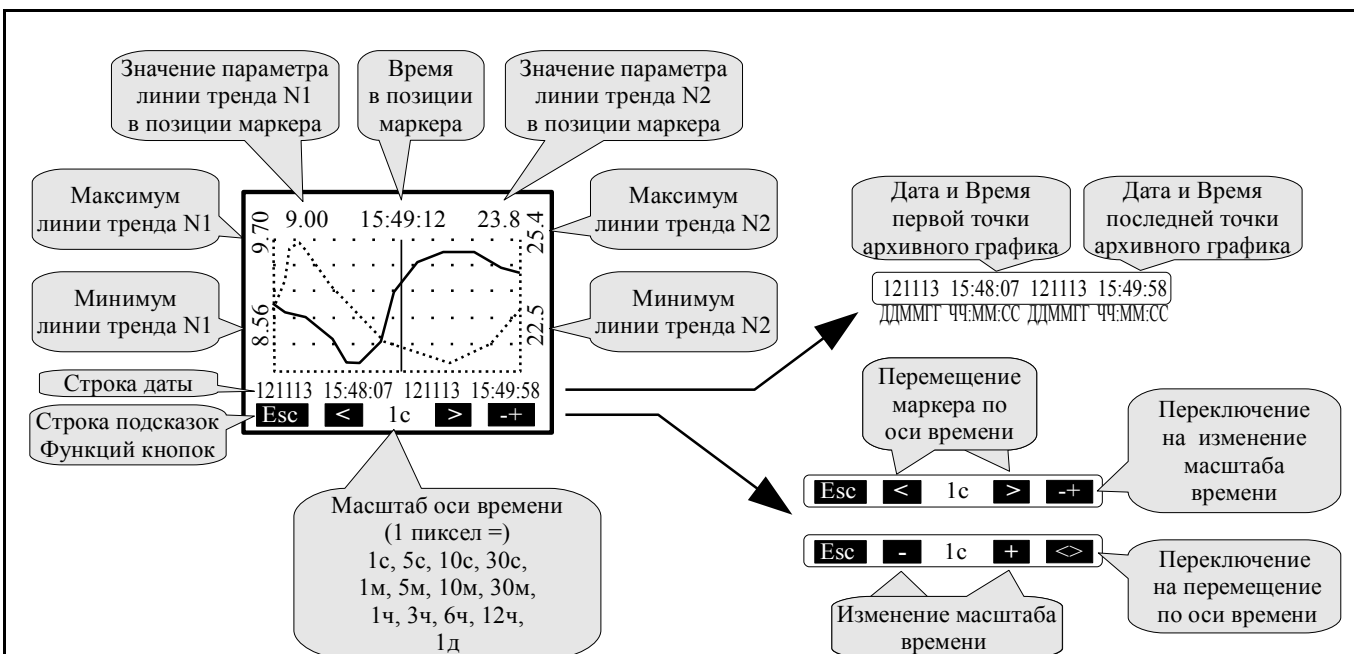 Значение параметра
линии тренда N1
в позиции маркера
Время
в позиции
маркера
Значение параметра
линии тренда N2
в позиции маркера
Максимум
линии тренда N1
Минимум
линии тренда N1
Строка даты
Строка подсказок
Функций кнопок
9.70
8.56
9.00 15:49:12 23.8
25.4
22.5
121113 15:48:07 121113 15:49:58
Esc < 1с > -+
Максимум
линии тренда N2
Минимум
линии тренда N2
Масштаб оси времени
(1 пиксел =)
1с, 5с, 10с, 30с,
1м, 5м, 10м, 30м,
1ч, 3ч, 6ч, 12ч,
1д
Дата и Время
первой точки
архивного графика
Дата и Время
последней точки
архивного графика
121113 15:48:07 121113 15:49:58
ДДММГГ ЧЧ:ММ:СС ДДММГГ ЧЧ:ММ:СС
Перемещение
маркера по
оси времени
Esc < 1с > -+
Переключение
на изменение
масштаба
времени
Esc - 1с + <>
Изменение масштаба
времени
Переключение
на перемещение
по оси времени